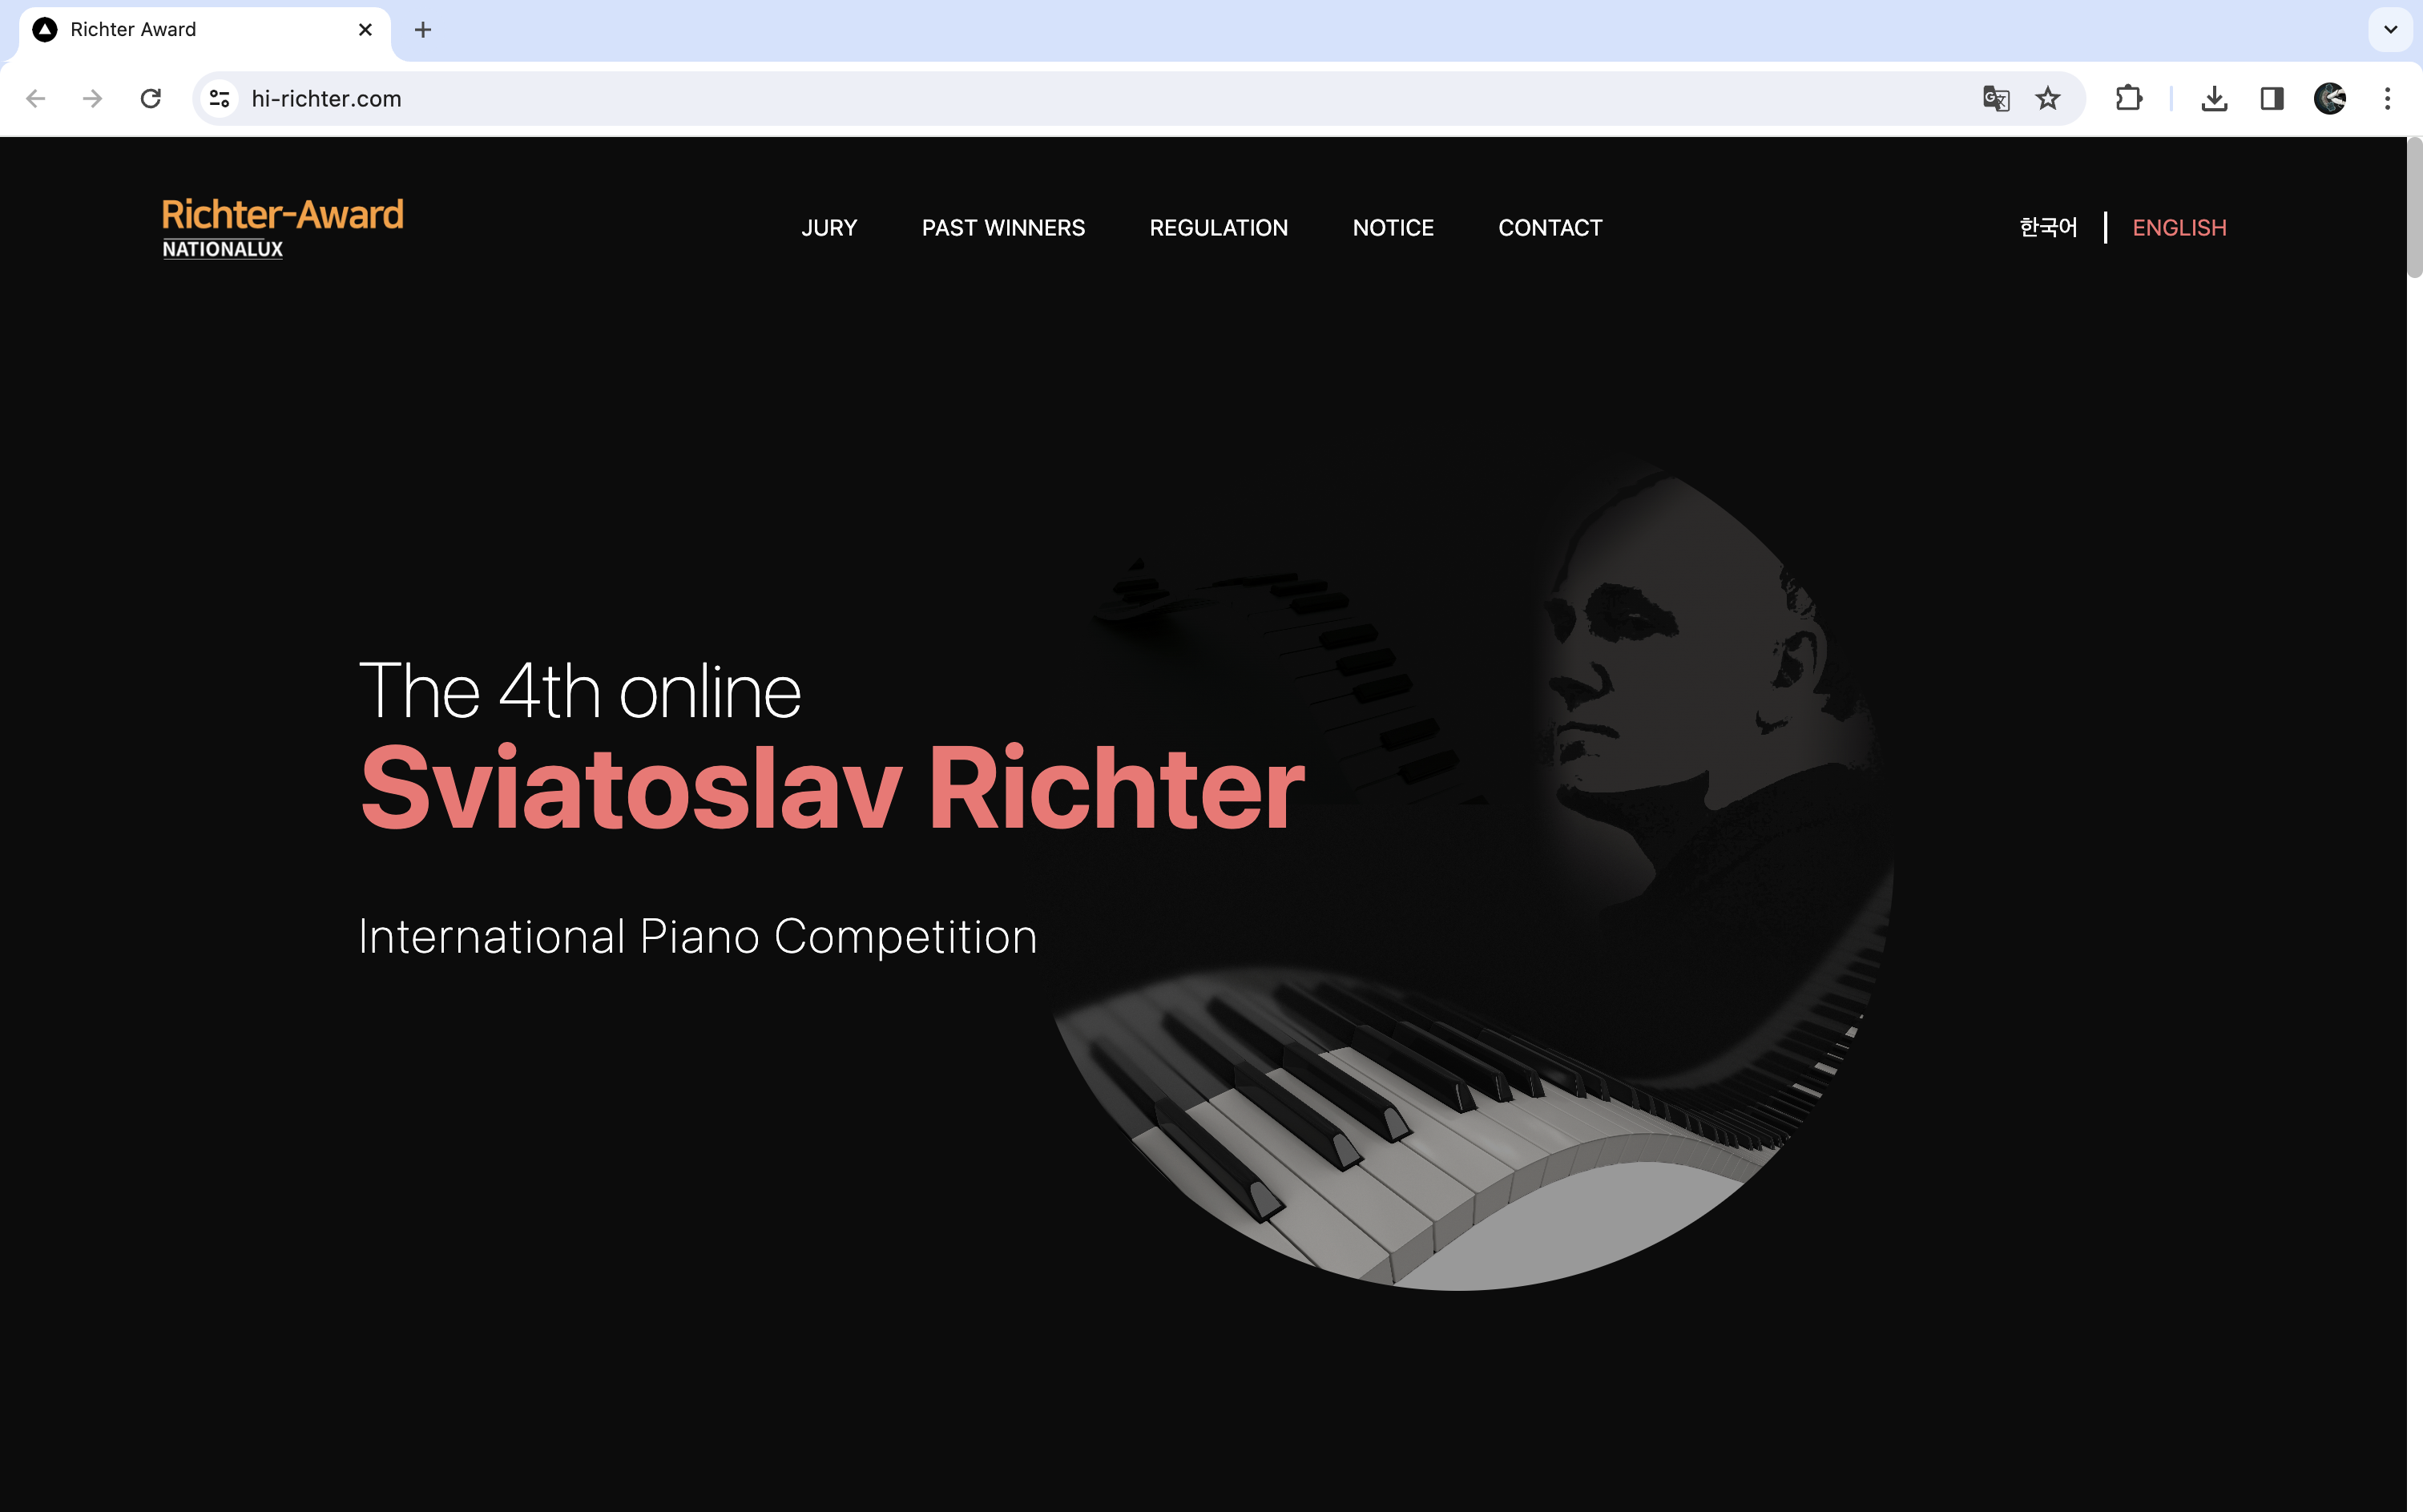 Richter Award
hi-richter.com
Richter-Award
NATIONALUX
JURY PAST WINNERS REGULATION NOTICE CONTACT
한국어 ENGLISH
The 4th online
Sviatoslav Richter
International Piano Competition